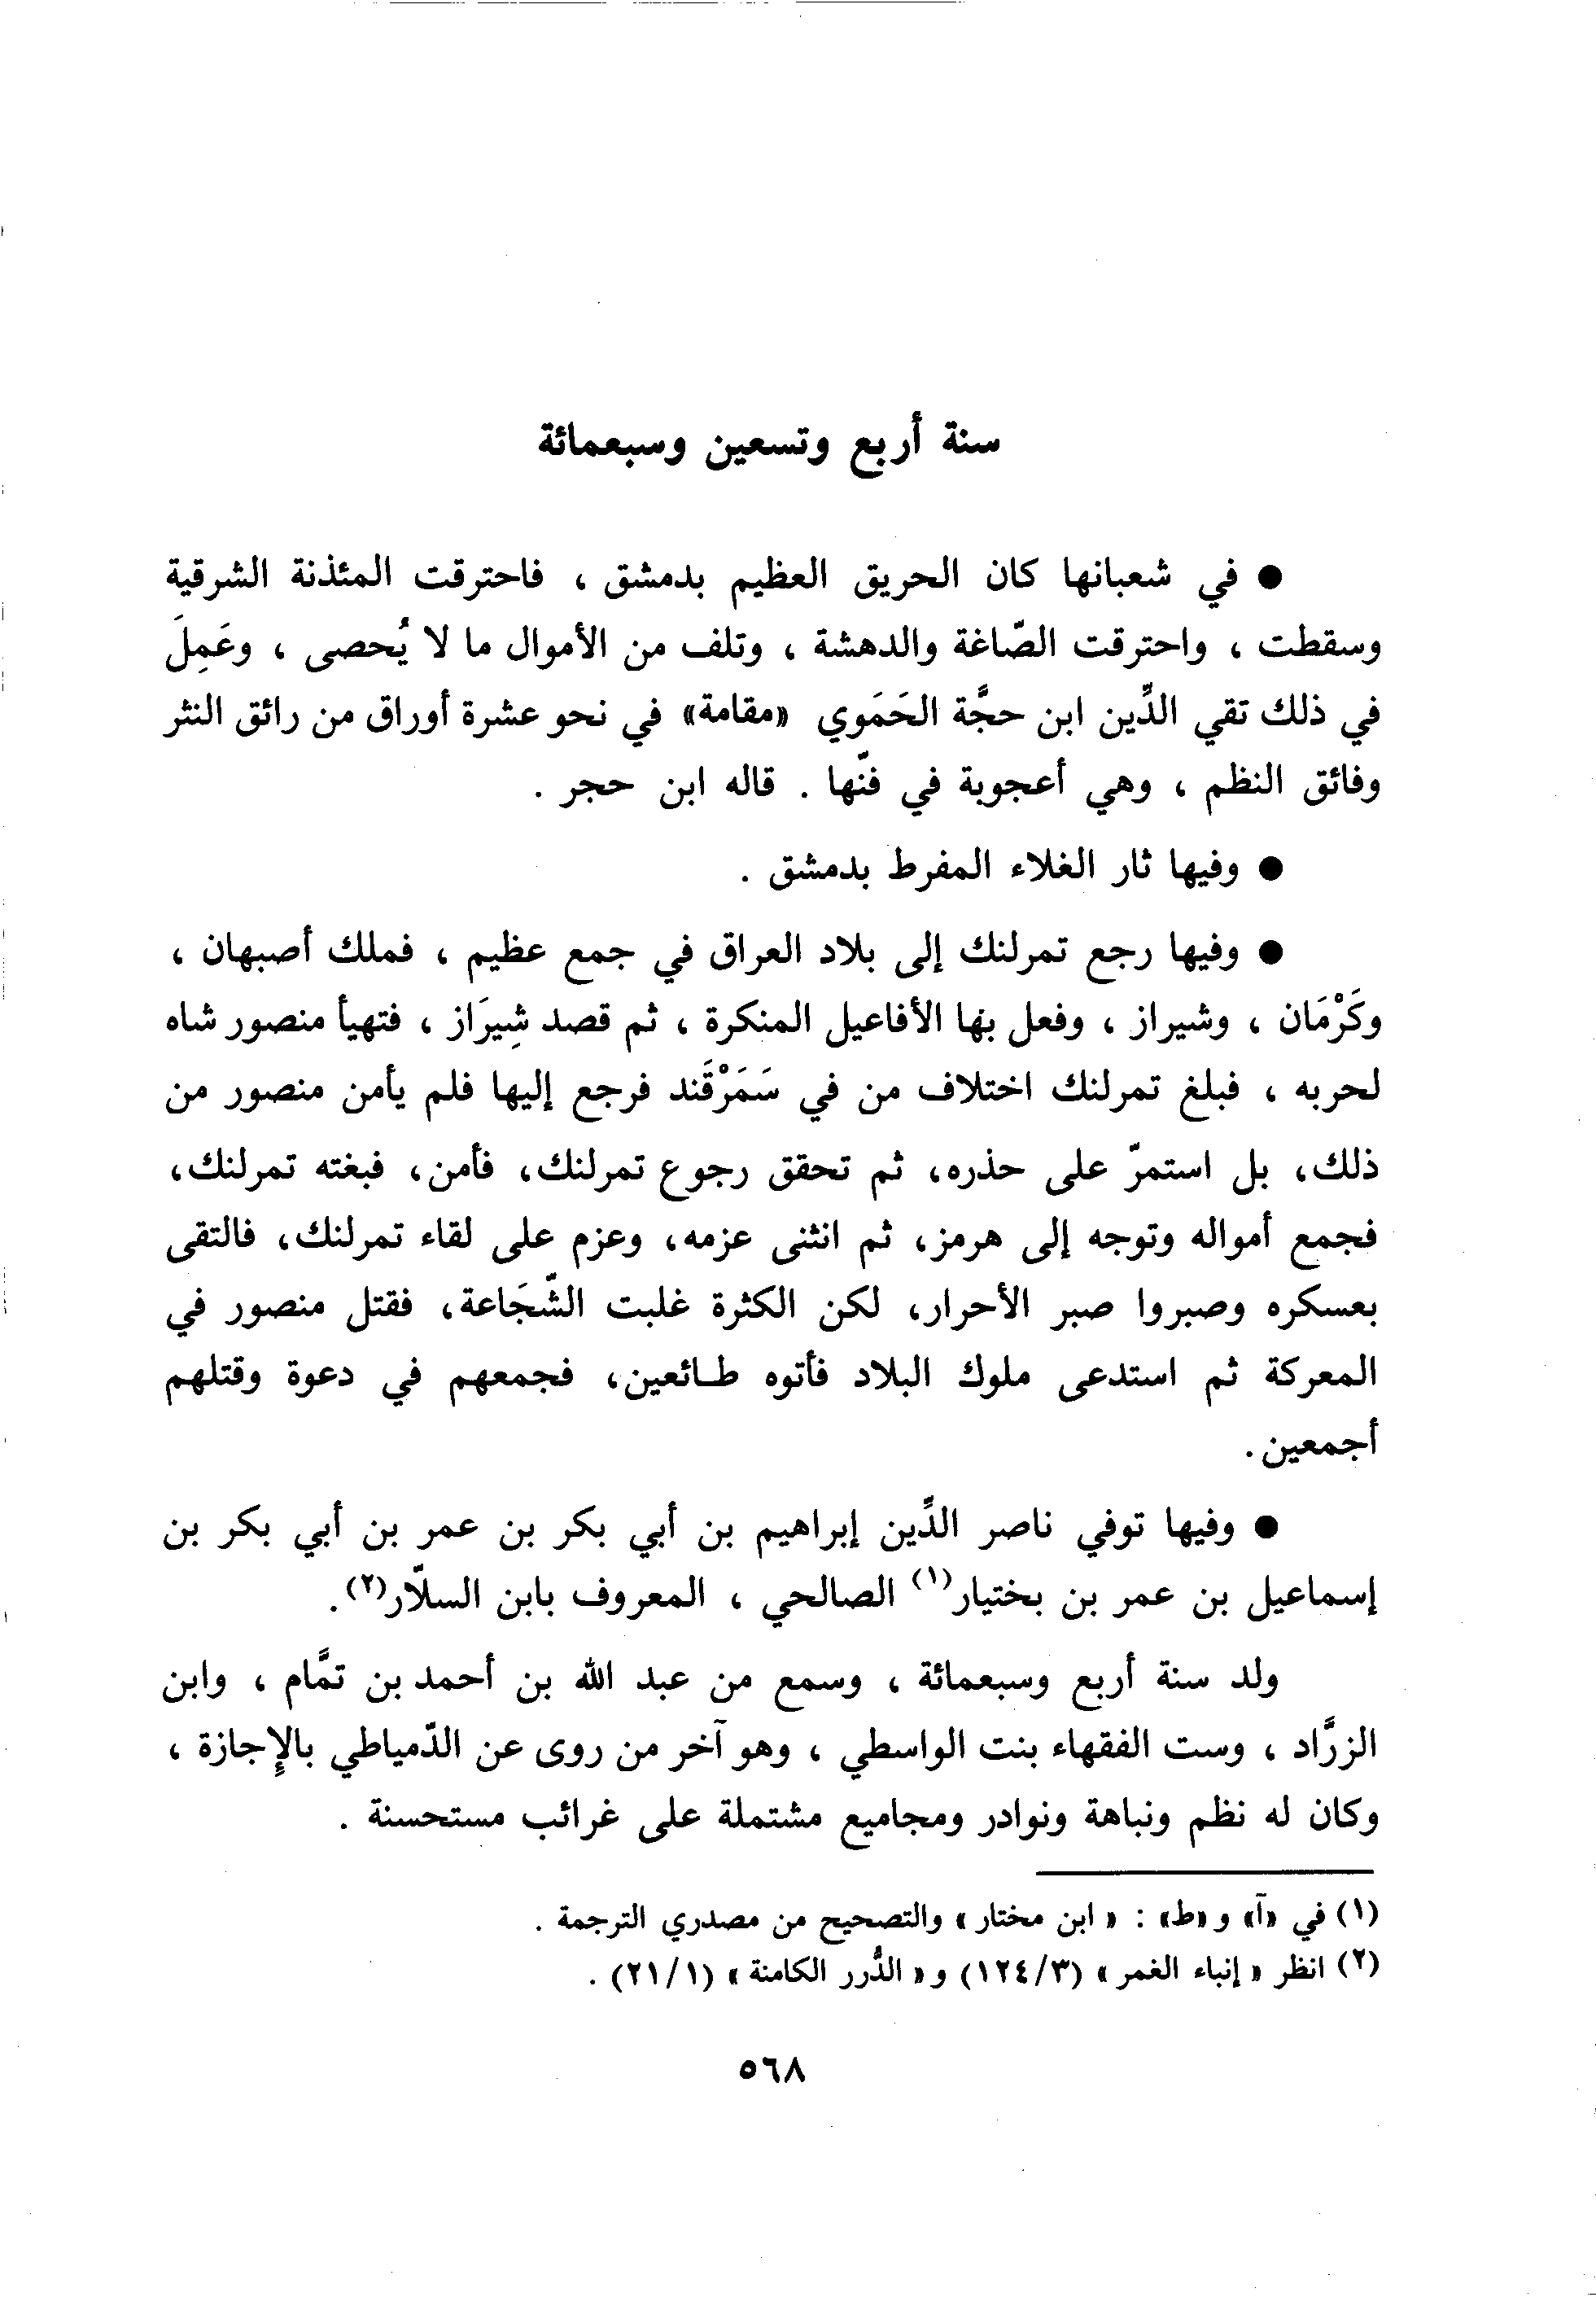 سنة أربع وتسعين وسبعمائة
● في شعبانها كان الحريق العظيم بدمشق ، فاحترقت المئذنة الشرقية
وسقطت ، واحترقت الصّاغة والدهشة ، وتلف من الأموال ما لا يُحصى ، وعَمِلَ
في ذلك تقي الدِّين ابن حجَّة الحَمَوي «مقامة» في نحو عشرة أوراق من رائق النثر
وفائق النظم ، وهي أعجوبة في فنّها . قاله ابن حجر .
● وفيها ثار الغلاء المفرط بدمشق .
● وفيها رجع تمرلنك إلى بلاد العراق في جمع عظيم ، فملك أصبهان ،
وكَرْمَان ، وشيراز ، وفعل بها الأفاعيل المنكرة ، ثم قصد شِيرَاز ، فتهيأ منصور شاه
لحربه ، فبلغ تمرلنك اختلاف من في سَمَرْقَند فرجع إليها فلم يأمن منصور من
ذلك، بل استمرّ على حذره، ثم تحقق رجوع تمرلنك، فأمن، فبغته تمرلنك،
فجمع أمواله وتوجه إلى هرمز، ثم انثنى عزمه، وعزم على لقاء تمرلنك، فالتقى
بعسكره وصبروا صبر الأحرار، لكن الكثرة غلبت الشّجَاعة، فقتل منصور في
المعركة ثم استدعى ملوك البلاد فأتوه طـائعين، فجمعهم في دعوة وقتلهم
أجمعين.
● وفيها توفي ناصر الدِّين إبراهيم بن أبي بكر بن عمر بن أبي بكر بن
إسماعيل بن عمر بن بختيار(١) الصالحي ، المعروف بابن السلّار(٢).
ولد سنة أربع وسبعمائة ، وسمع من عبد الله بن أحمد بن تمَّام ، وابن
الزرَّاد ، وست الفقهاء بنت الواسطي ، وهو آخر من روى عن الدّمياطي بالإِجازة ،
وكان له نظم ونباهة ونوادر ومجاميع مشتملة على غرائب مستحسنة .
(١) في «آ» و «ط» : « ابن مختار » والتصحيح من مصدري الترجمة .
(٢) انظر « إنباء الغمر » (٣/١٢٤) و « الدُّرر الكامنة » (١/٢١) .
٥٦٨